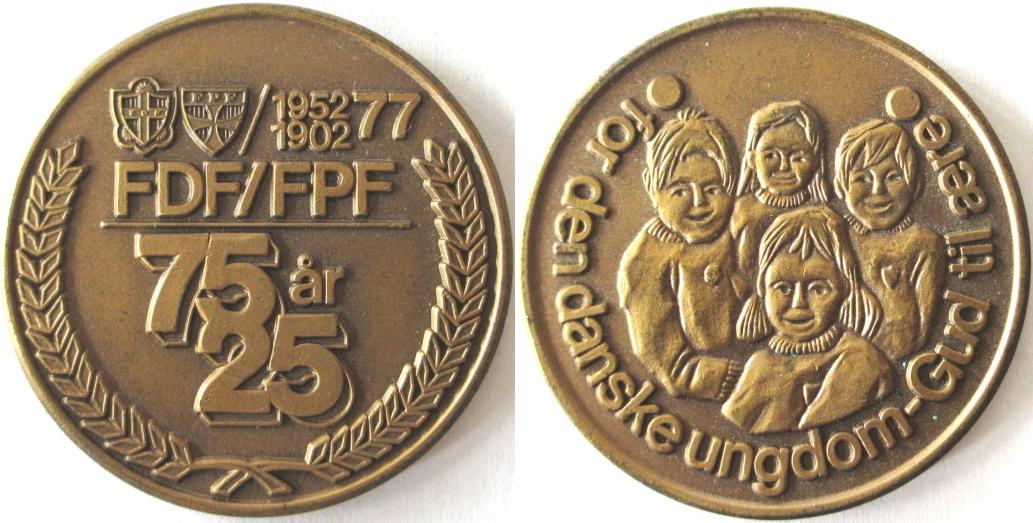 FPF
1952 77
1902
FDF/FPF
75 år
25
for den danske ungdom-Gud til ære